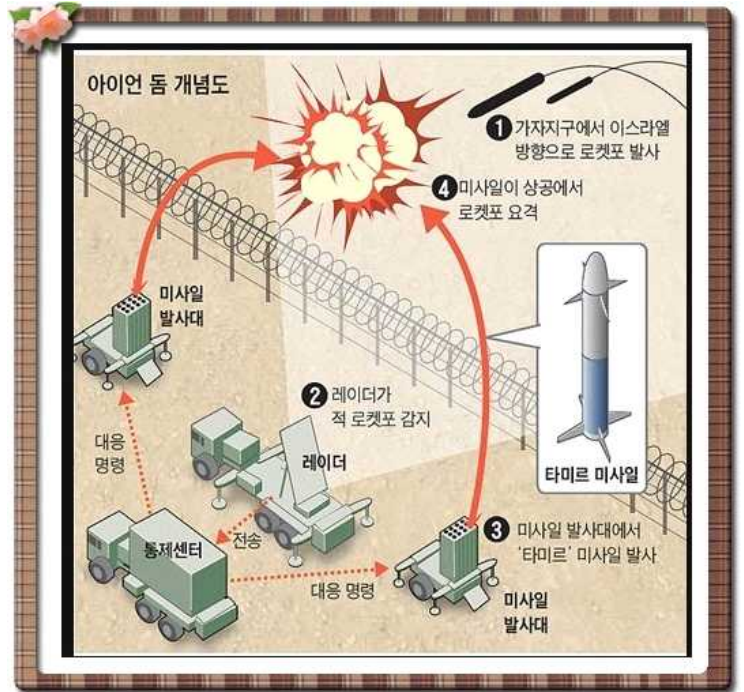 아이언 돔 개념도
❶ 가자지구에서 이스라엘
방향으로 로켓포 발사
❹ 미사일이 상공에서
로켓포 요격
미사일
발사대
❷ 레이더가
적 로켓포 감지
레이더
대응
명령
타미르 미사일
통제센터
전송
❸ 미사일 발사대에서
'타미르' 미사일 발사
대응 명령
미사일
발사대